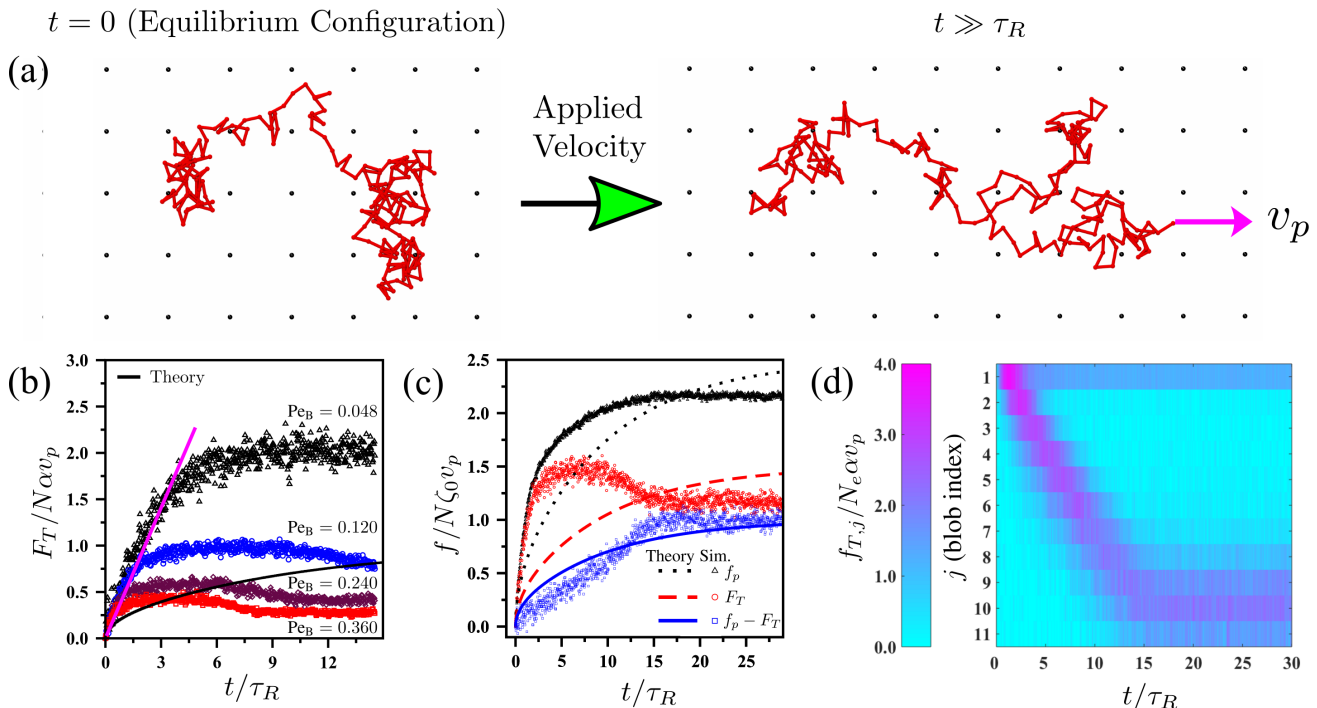 t = 0 (Equilibrium Configuration)
t ≫ τ_R
(a)
Applied
Velocity
v_p
(b)
F_T/Nαv_p
3.0
2.5
2.0
1.5
1.0
0.5
0.0
Theory
Pe_B = 0.048
Pe_B = 0.120
Pe_B = 0.240
Pe_B = 0.360
0 3 6 9 12
t/τ_R
(c)
f/Nζ_0v_p
2.5
2.0
1.5
1.0
0.5
0.0
Theory Sim.
f_p
F_T
f_p − F_T
0 5 10 15 20 25
t/τ_R
(d)
f_{T,j}/N_eαv_p
4.0
3.0
2.0
1.0
0.0
j (blob index)
1
2
3
4
5
6
7
8
9
10
11
0 5 10 15 20 25 30
t/τ_R